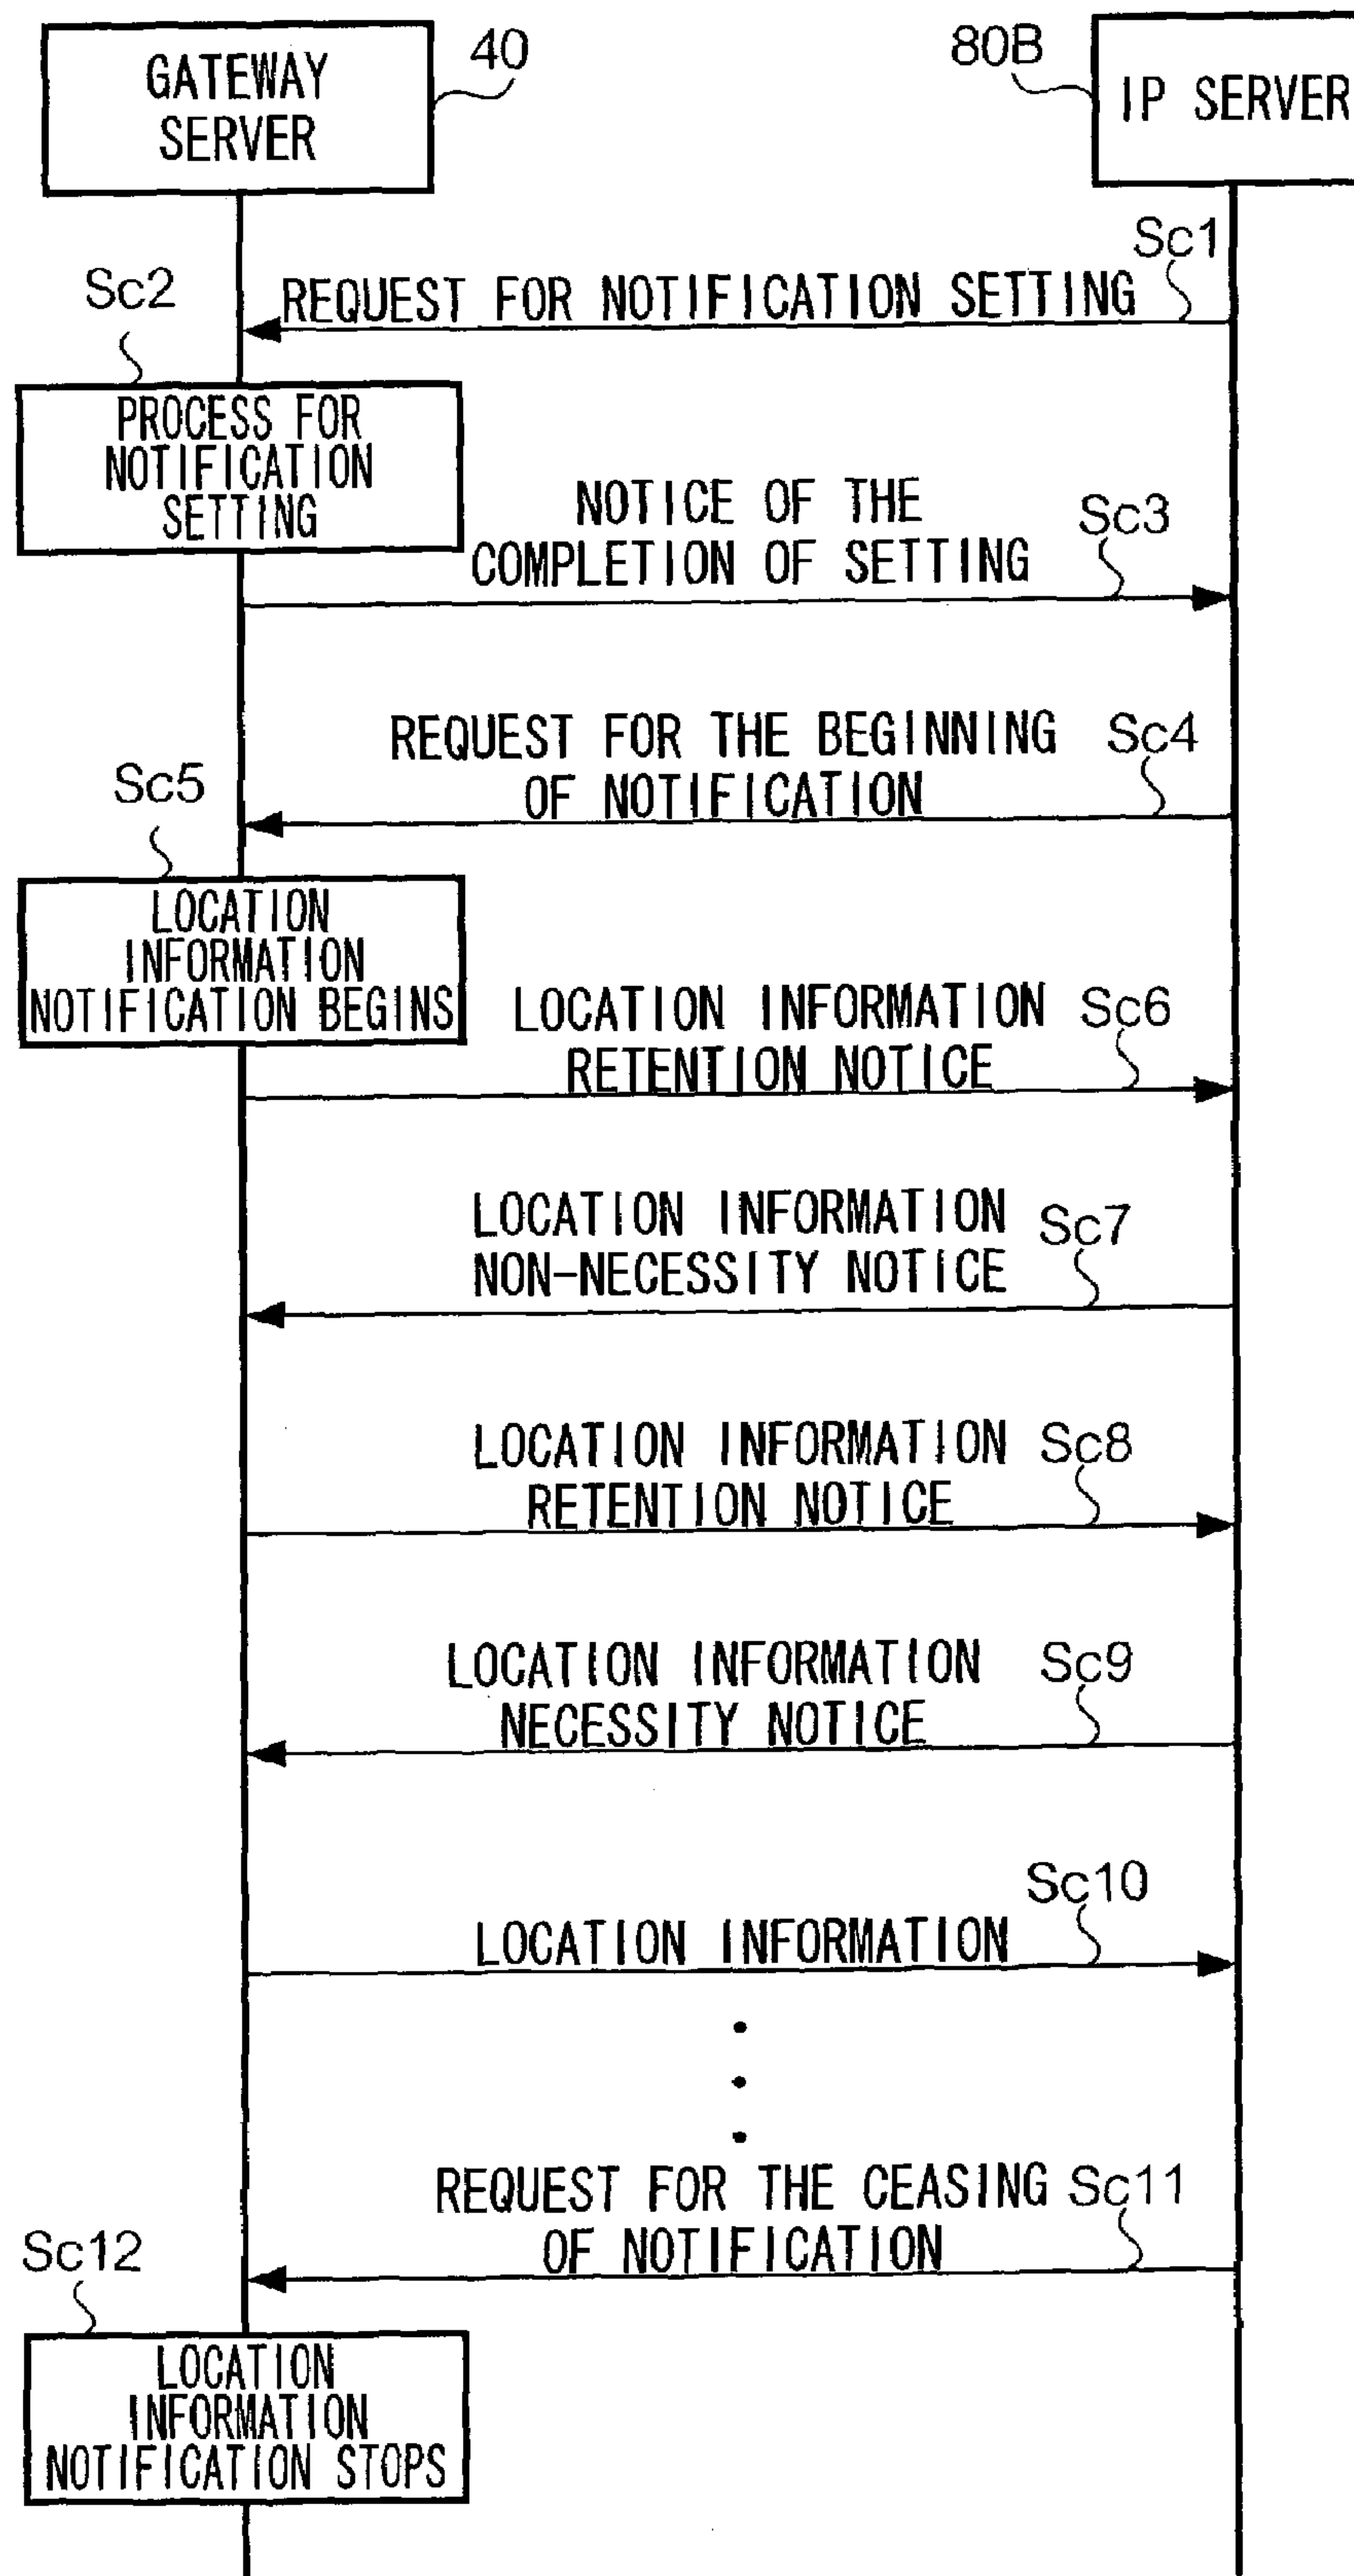 GATEWAY
SERVER
40
80B
IP SERVER
Sc1
Sc2
REQUEST FOR NOTIFICATION SETTING
PROCESS FOR
NOTIFICATION
SETTING
NOTICE OF THE
COMPLETION OF SETTING
Sc3
REQUEST FOR THE BEGINNING
OF NOTIFICATION
Sc4
Sc5
LOCATION
INFORMATION
NOTIFICATION BEGINS
LOCATION INFORMATION
RETENTION NOTICE
Sc6
LOCATION INFORMATION
NON-NECESSITY NOTICE
Sc7
LOCATION INFORMATION
RETENTION NOTICE
Sc8
LOCATION INFORMATION
NECESSITY NOTICE
Sc9
Sc10
LOCATION INFORMATION
REQUEST FOR THE CEASING
OF NOTIFICATION
Sc11
Sc12
LOCATION
INFORMATION
NOTIFICATION STOPS